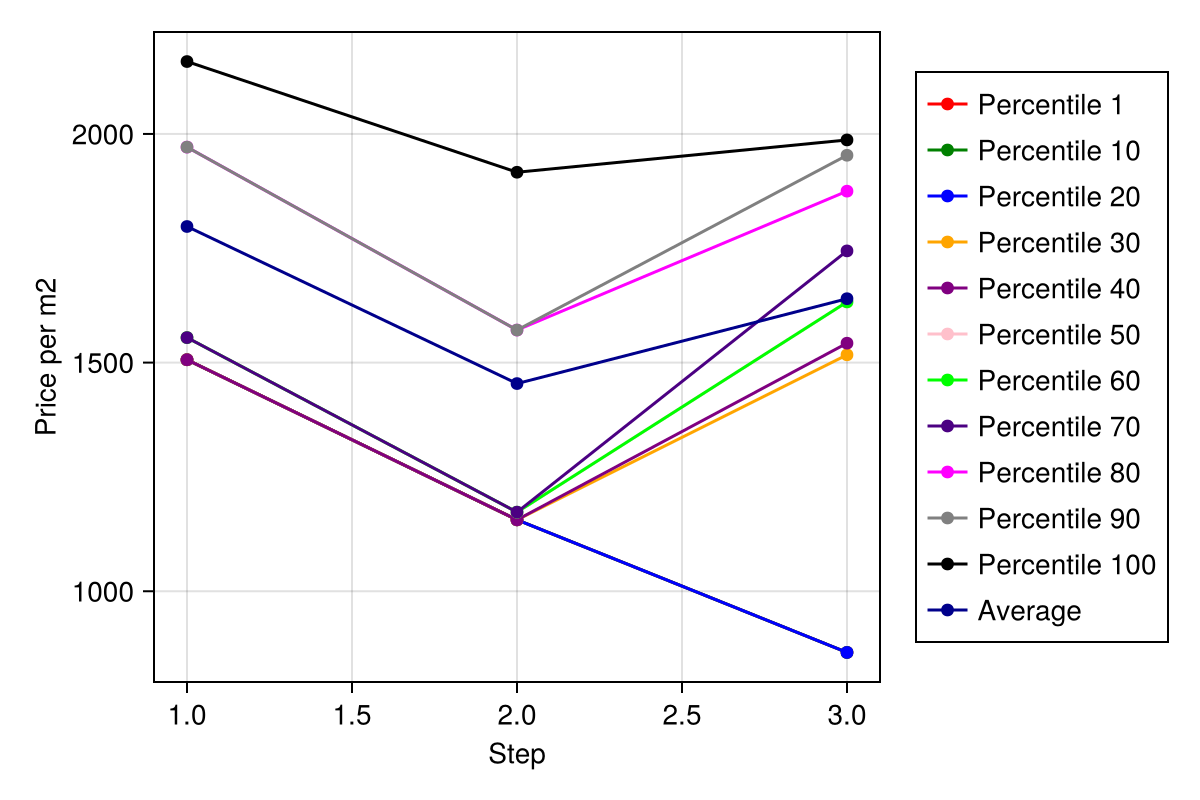 2000
1500
1000
Price per m2
1.0
1.5
2.0
2.5
3.0
Step
Percentile 1
Percentile 10
Percentile 20
Percentile 30
Percentile 40
Percentile 50
Percentile 60
Percentile 70
Percentile 80
Percentile 90
Percentile 100
Average